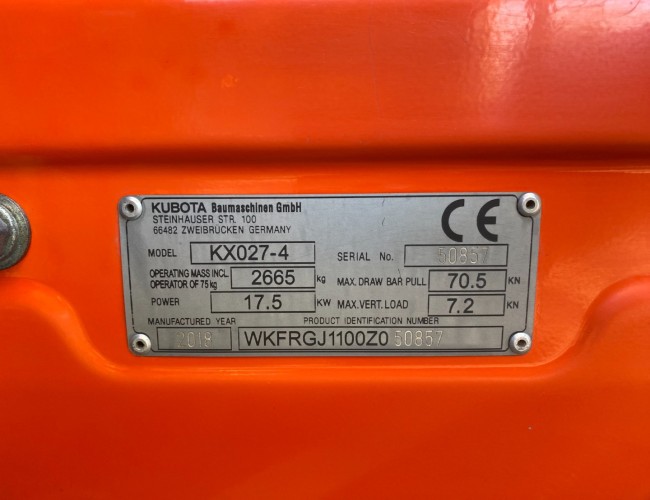 KUBOTA Baumaschinen GmbH
STEINHAUSER STR. 100
66482 ZWEIBRÜCKEN GERMANY
CE
MODEL KX027-4 SERIAL No. 50857
OPERATING MASS INCL OPERATOR OF 75kg 2665 kg MAX. DRAW BAR PULL 70.5 KN
POWER 17.5 KW MAX. VERT. LOAD 7.2 KN
MANUFACTURED YEAR PRODUCT IDENTIFICATION NUMBER
2018 WKFRGJ1100Z050857